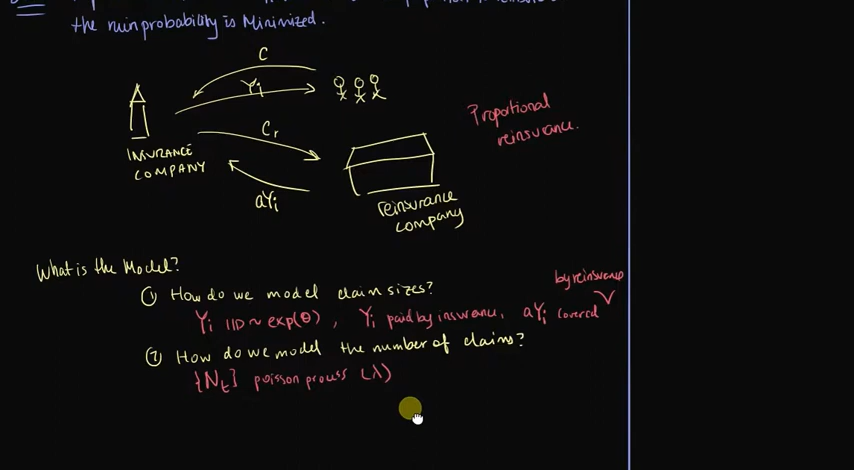 the ruin probability is Minimized.
C
Yi
Cr
INSURANCE
COMPANY
aYi
reinsurance
company
Proportional
reinsurance.
What is the Model?
① How do we model claim sizes?
by reinsurance
Yi IID ~ exp(θ), Yi paid by insurance, aYi covered
② How do we model the number of claims?
{Nt} poisson process (λ)